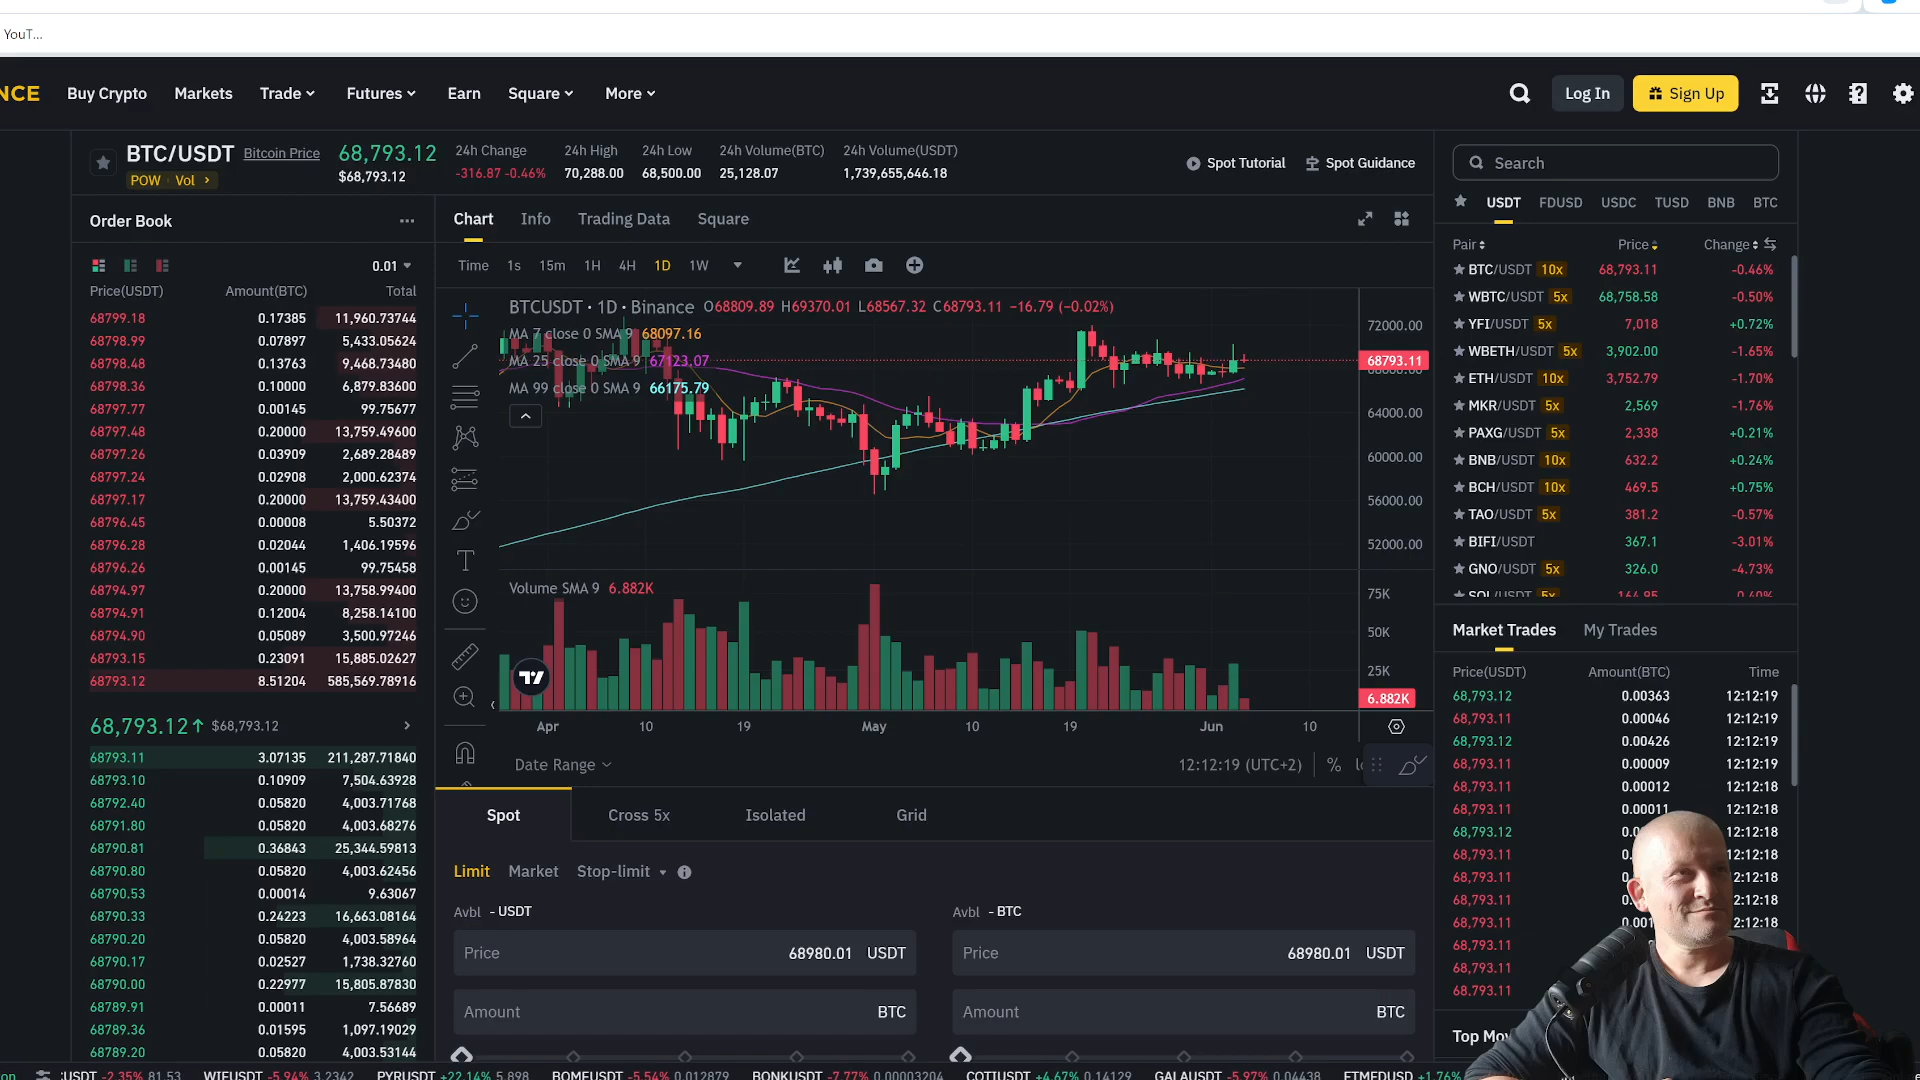 YouT...
NCE Buy Crypto Markets Trade Futures Earn Square More Log In Sign Up
BTC/USDT Bitcoin Price 68,793.12 24h Change 24h High 24h Low 24h Volume(BTC) 24h Volume(USDT)
POW Vol $68,793.12 -316.87 -0.46% 70,288.00 68,500.00 25,128.07 1,739,655,646.18
Spot Tutorial Spot Guidance
Order Book
0.01
Price(USDT) Amount(BTC) Total
68799.18 0.17385 11,960.73744
68798.99 0.07897 5,433.05624
68798.48 0.13763 9,468.73480
68798.36 0.10000 6,879.83600
68797.77 0.00145 99.75677
68797.48 0.20000 13,759.49600
68797.26 0.03909 2,689.28489
68797.24 0.02908 2,000.62374
68797.17 0.20000 13,759.43400
68796.45 0.00008 5.50372
68796.28 0.02044 1,406.19596
68796.26 0.00145 99.75458
68794.97 0.20000 13,758.99400
68794.91 0.12004 8,258.14100
68794.90 0.05089 3,500.97246
68793.15 0.23091 15,885.02627
68793.12 8.51204 585,569.78916
68,793.12 $68,793.12
68793.11 3.07135 211,287.71840
68793.10 0.10909 7,504.63928
68792.40 0.05820 4,003.71768
68791.80 0.05820 4,003.68276
68790.81 0.36843 25,344.59813
68790.80 0.05820 4,003.62456
68790.53 0.00014 9.63067
68790.33 0.24223 16,663.08164
68790.20 0.05820 4,003.58964
68790.17 0.02527 1,738.32760
68790.00 0.22977 15,805.87830
68789.91 0.00011 7.56689
68789.36 0.01595 1,097.19029
68789.20 0.05820 4,003.53144
Chart Info Trading Data Square
Time 1s 15m 1H 4H 1D 1W
BTCUSDT · 1D · Binance O68809.89 H69370.01 L68567.32 C68793.11 -16.79 (-0.02%)
MA 7 close 0 SMA 9 68097.16
MA 25 close 0 SMA 9 67123.07
MA 99 close 0 SMA 9 66175.79
72000.00
68793.11
64000.00
60000.00
56000.00
52000.00
Volume SMA 9 6.882K
75K
50K
25K
6.882K
Apr 10 19 May 10 19 Jun 10
Date Range 12:12:19 (UTC+2) %
Spot Cross 5x Isolated Grid
Limit Market Stop-limit
Avbl - USDT Avbl - BTC
Price 68980.01 USDT Price 68980.01 USDT
Amount BTC Amount BTC
Search
USDT FDUSD USDC TUSD BNB BTC
Pair Price Change
BTC/USDT 10x 68,793.11 -0.46%
WBTC/USDT 5x 68,758.58 -0.50%
YFI/USDT 5x 7,018 +0.72%
WBETH/USDT 5x 3,902.00 -1.65%
ETH/USDT 10x 3,752.79 -1.70%
MKR/USDT 5x 2,569 -1.76%
PAXG/USDT 5x 2,338 +0.21%
BNB/USDT 10x 632.2 +0.24%
BCH/USDT 10x 469.5 +0.75%
TAO/USDT 5x 381.2 -0.57%
BIFI/USDT 367.1 -3.01%
GNO/USDT 5x 326.0 -4.73%
SOL/USDT 5x 164.95 -0.40%
Market Trades My Trades
Price(USDT) Amount(BTC) Time
68,793.12 0.00363 12:12:19
68,793.11 0.00046 12:12:19
68,793.12 0.00426 12:12:19
68,793.11 0.00009 12:12:19
68,793.11 0.00012 12:12:18
68,793.11 0.00011 12:12:18
68,793.12 12:12:18
68,793.11 12:12:18
68,793.11 2:12:18
68,793.11 2:12:18
68,793.11 2:12:18
68,793.11
68,793.11
68,793.11
Top Mov
:USDT -2.35% 81.53 WIFUSDT -5.94% 3.2342 PYRUSDT +22.14% 5.898 BOMEUSDT -5.54% 0.012879 BONKUSDT -7.77% 0.00003204 COTIUSDT +4.67% 0.14129 GALAUSDT -5.97% 0.04438 ETHFDUSD +1.76%